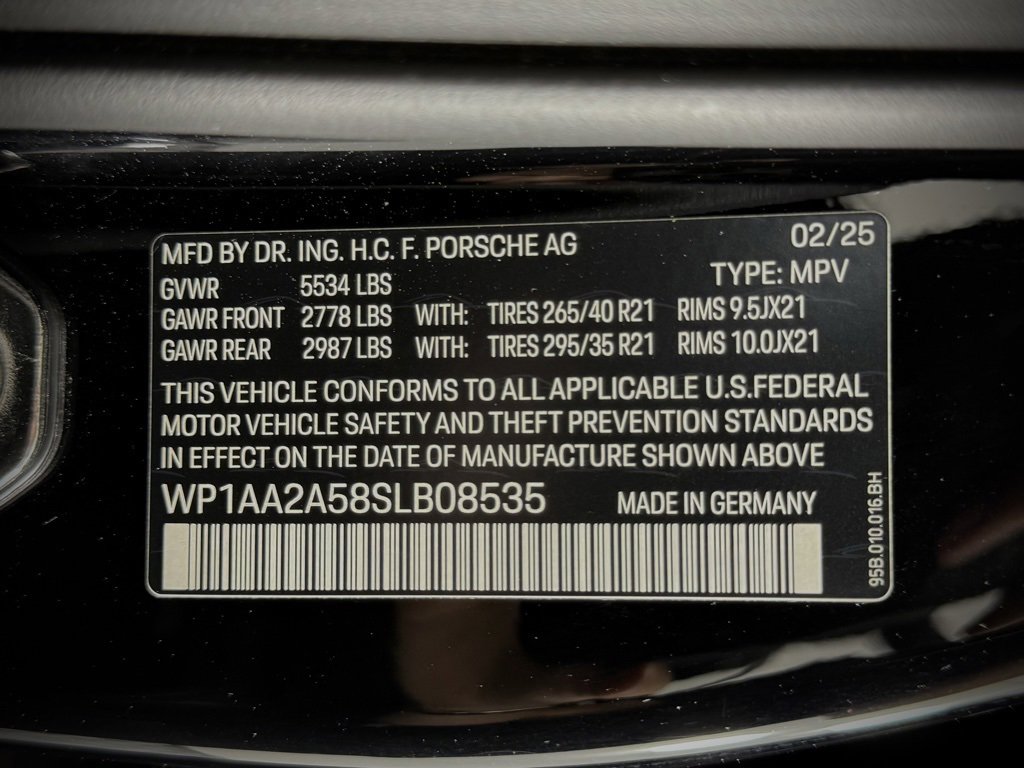 MFD BY DR. ING. H.C. F. PORSCHE AG 02/25
TYPE: MPV
GVWR 5534 LBS
GAWR FRONT 2778 LBS WITH: TIRES 265/40 R21 RIMS 9.5JX21
GAWR REAR 2987 LBS WITH: TIRES 295/35 R21 RIMS 10.0JX21
THIS VEHICLE CONFORMS TO ALL APPLICABLE U.S.FEDERAL
MOTOR VEHICLE SAFETY AND THEFT PREVENTION STANDARDS
IN EFFECT ON THE DATE OF MANUFACTURE SHOWN ABOVE
WP1AA2A58SLB08535 MADE IN GERMANY
95B.010.016.BH